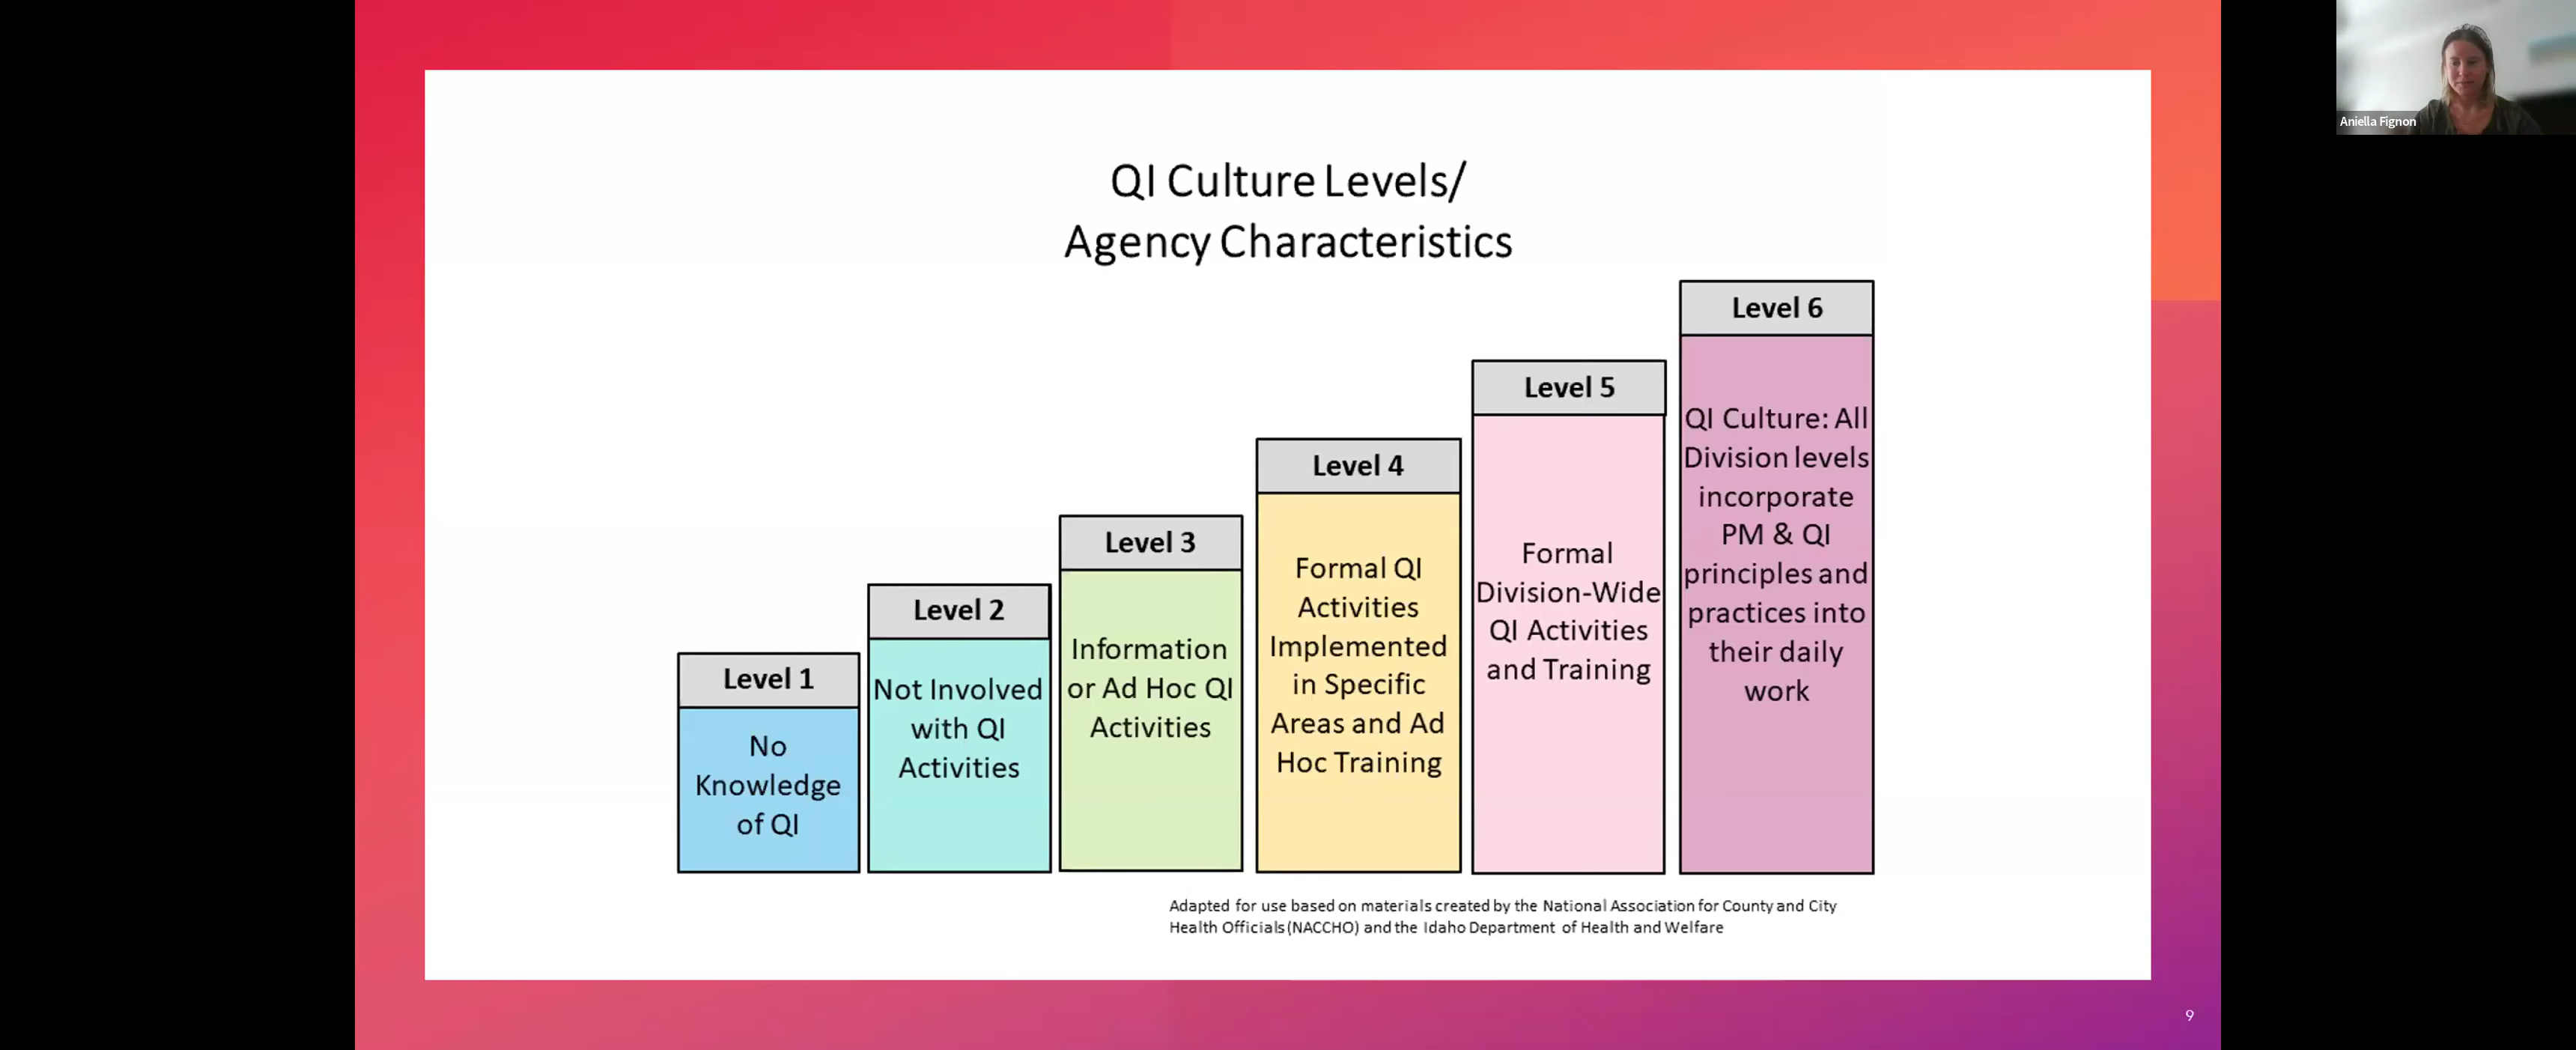 Aniella Fignon
QI Culture Levels/
Agency Characteristics
Level 1
No
Knowledge
of QI
Level 2
Not Involved
with QI
Activities
Level 3
Information
or Ad Hoc QI
Activities
Level 4
Formal QI
Activities
Implemented
in Specific
Areas and Ad
Hoc Training
Level 5
Formal
Division-Wide
QI Activities
and Training
Level 6
QI Culture: All
Division levels
incorporate
PM & QI
principles and
practices into
their daily
work
Adapted for use based on materials created by the National Association for County and City
Health Officials (NACCHO) and the Idaho Department of Health and Welfare
9